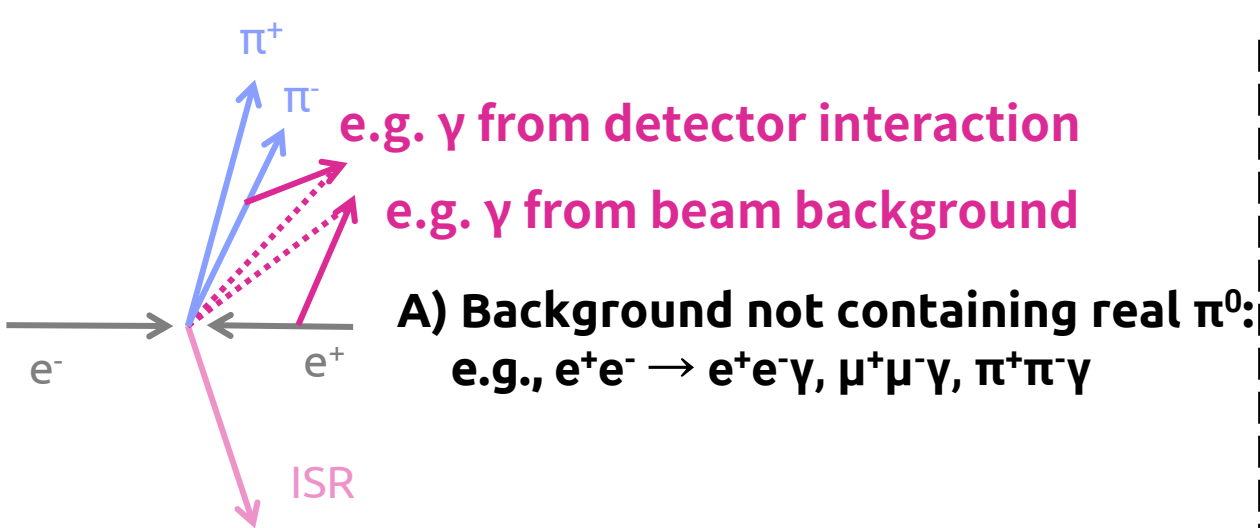 π⁺
π⁻
e.g. γ from detector interaction
e.g. γ from beam background
A) Background not containing real π⁰:
e.g., e⁺e⁻ → e⁺e⁻γ, μ⁺μ⁻γ, π⁺π⁻γ
e⁻
e⁺
ISR